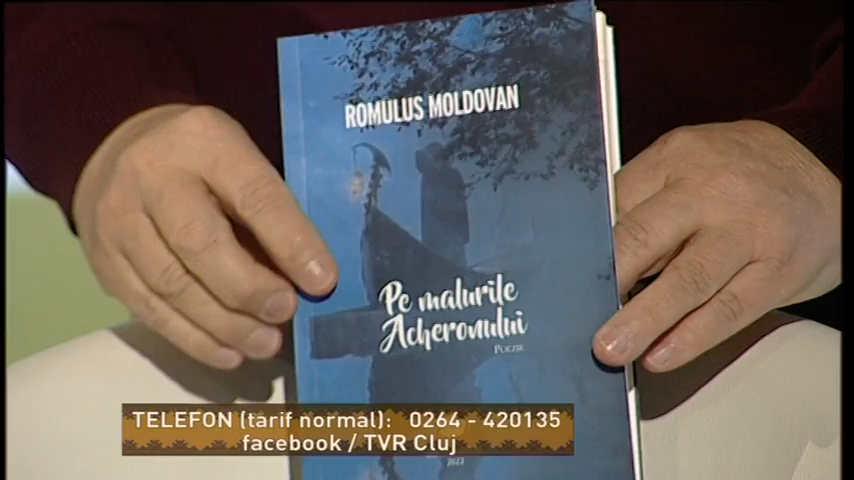 ROMULUS MOLDOVAN
Pe malurile
Acheronului
POEZIE
TELEFON (tarif normal): 0264 - 420135
facebook / TVR Cluj